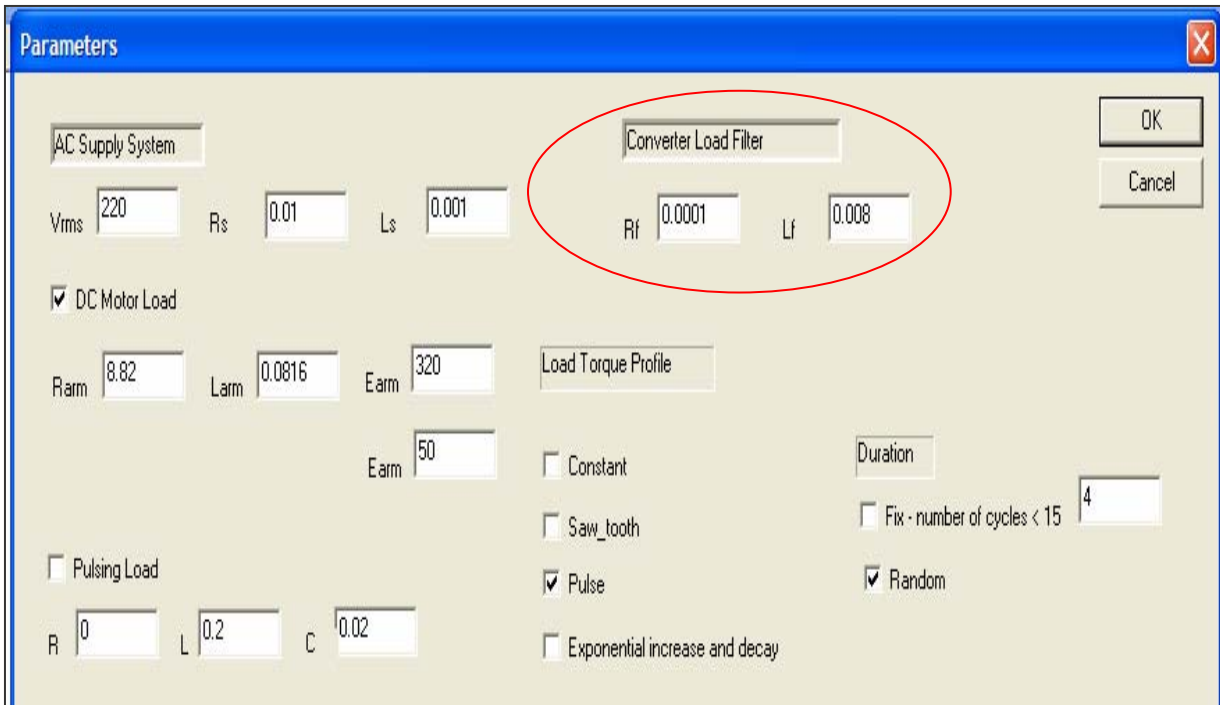 Parameters
AC Supply System
Converter Load Filter
OK
Cancel
Vrms 220 Rs 0.01 Ls 0.001
Rf 0.0001 Lf 0.008
DC Motor Load
Rarm 8.82 Larm 0.0816 Earm 320
Load Torque Profile
Earm 50
Constant
Duration
Saw_tooth
Fix - number of cycles < 15 4
Pulsing Load
Pulse
Random
R 0 L 0.2 C 0.02
Exponential increase and decay